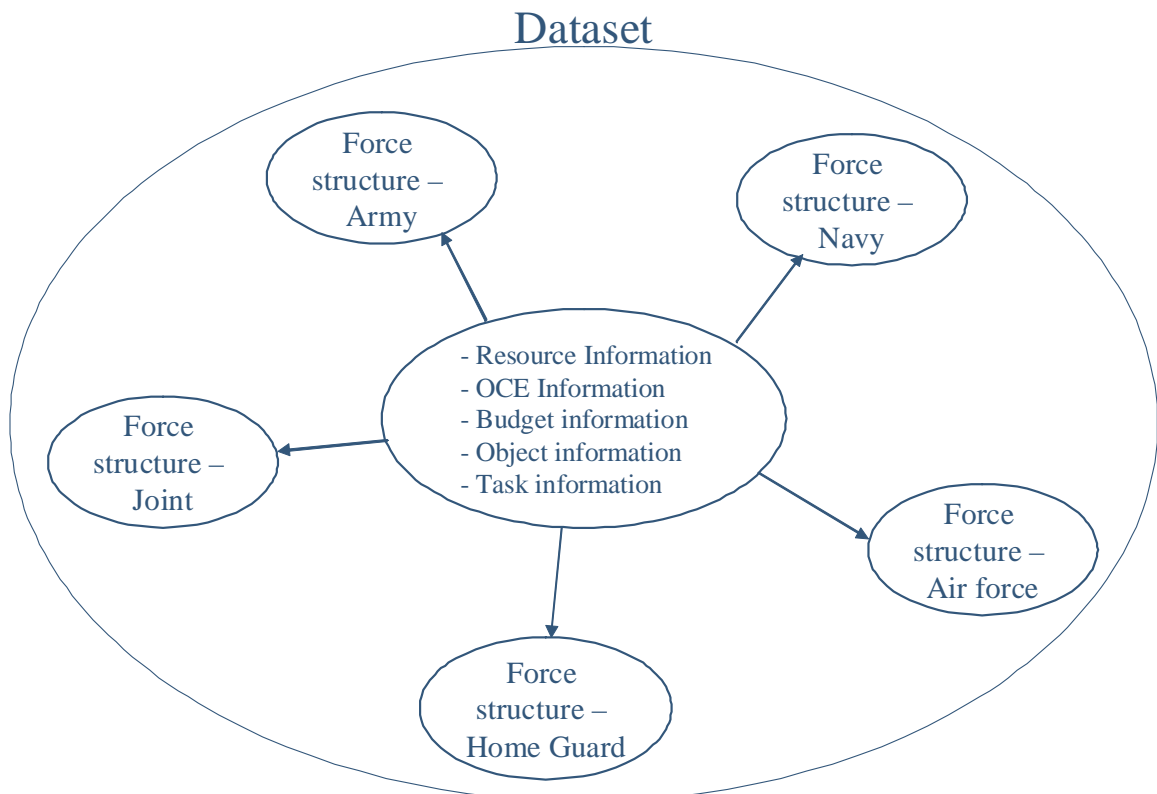 Dataset
Force
structure –
Army
Force
structure –
Navy
- Resource Information
- OCE Information
- Budget information
- Object information
- Task information
Force
structure –
Joint
Force
structure –
Air force
Force
structure –
Home Guard